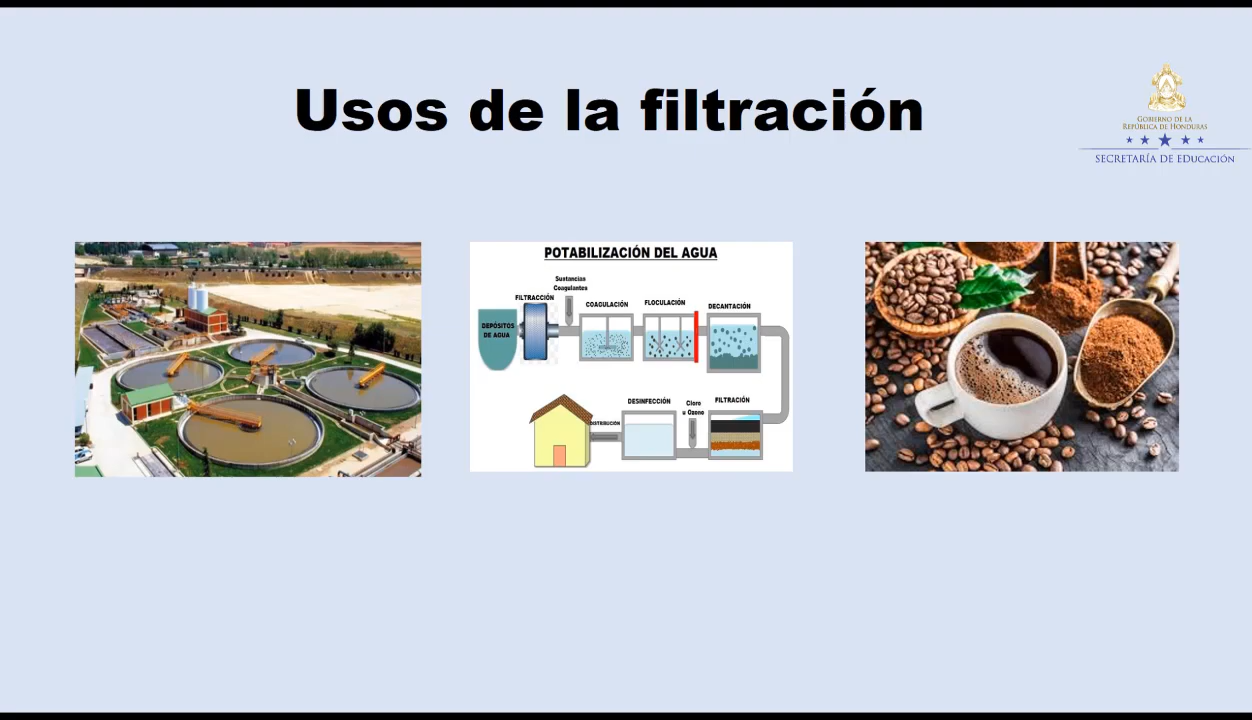 Usos de la filtración
GOBIERNO DE LA
REPÚBLICA DE HONDURAS
SECRETARÍA DE EDUCACIÓN
POTABILIZACIÓN DEL AGUA
Sustancias
Coagulantes
FILTRACCIÓN
COAGULACIÓN
FLOCULACIÓN
DECANTACIÓN
DEPÓSITOS
DE AGUA
DESINFECCIÓN
Cloro
u Ozono
FILTRACIÓN
DISTRIBUCIÓN